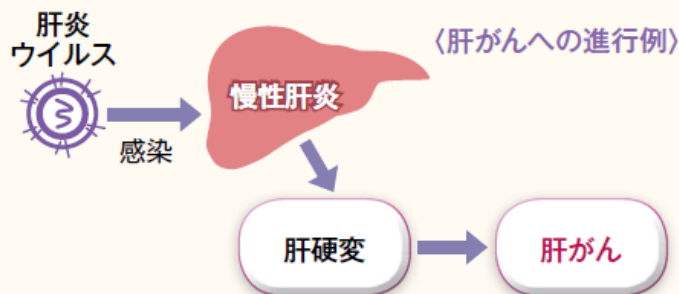 肝炎
ウイルス
〈肝がんへの進行例〉
慢性肝炎
感染
肝硬変
肝がん